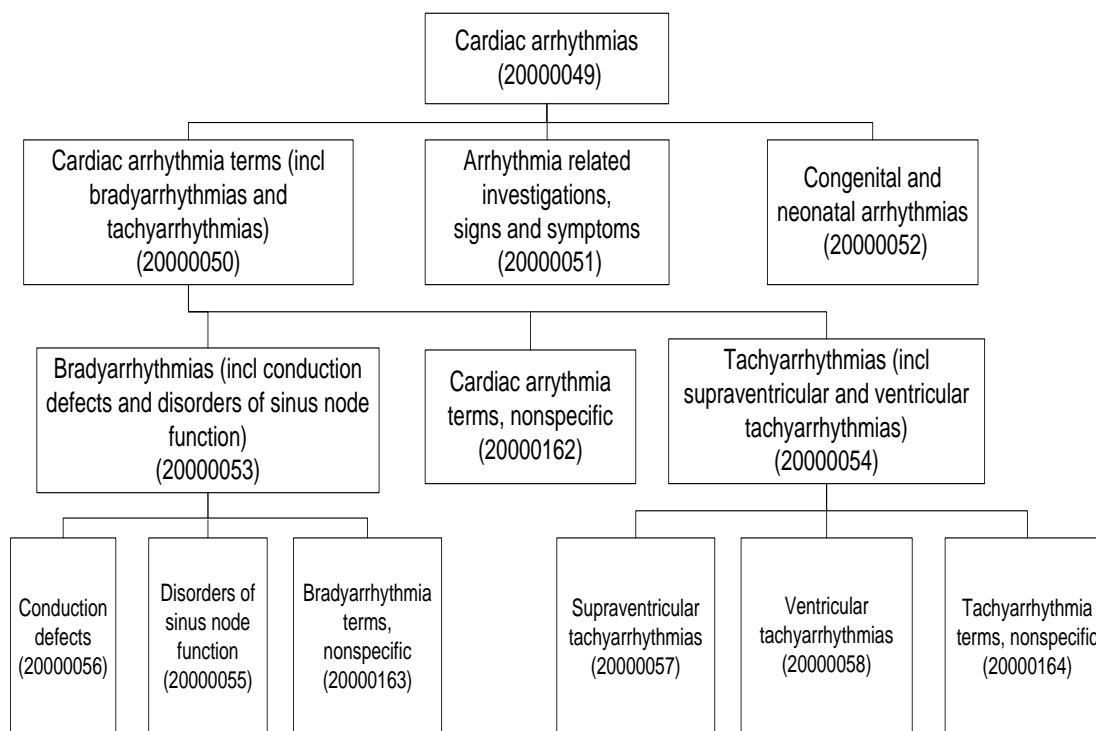 Cardiac arrhythmias
(20000049)
Cardiac arrhythmia terms (incl
bradyarrhythmias and
tachyarrhythmias)
(20000050)
Arrhythmia related
investigations,
signs and symptoms
(20000051)
Congenital and
neonatal arrhythmias
(20000052)
Bradyarrhythmias (incl conduction
defects and disorders of sinus node
function)
(20000053)
Cardiac arrythmia
terms, nonspecific
(20000162)
Tachyarrhythmias (incl
supraventricular and ventricular
tachyarrhythmias)
(20000054)
Conduction
defects
(20000056)
Disorders of
sinus node
function
(20000055)
Bradyarrhythmia
terms,
nonspecific
(20000163)
Supraventricular
tachyarrhythmias
(20000057)
Ventricular
tachyarrhythmias
(20000058)
Tachyarrhythmia
terms, nonspecific
(20000164)